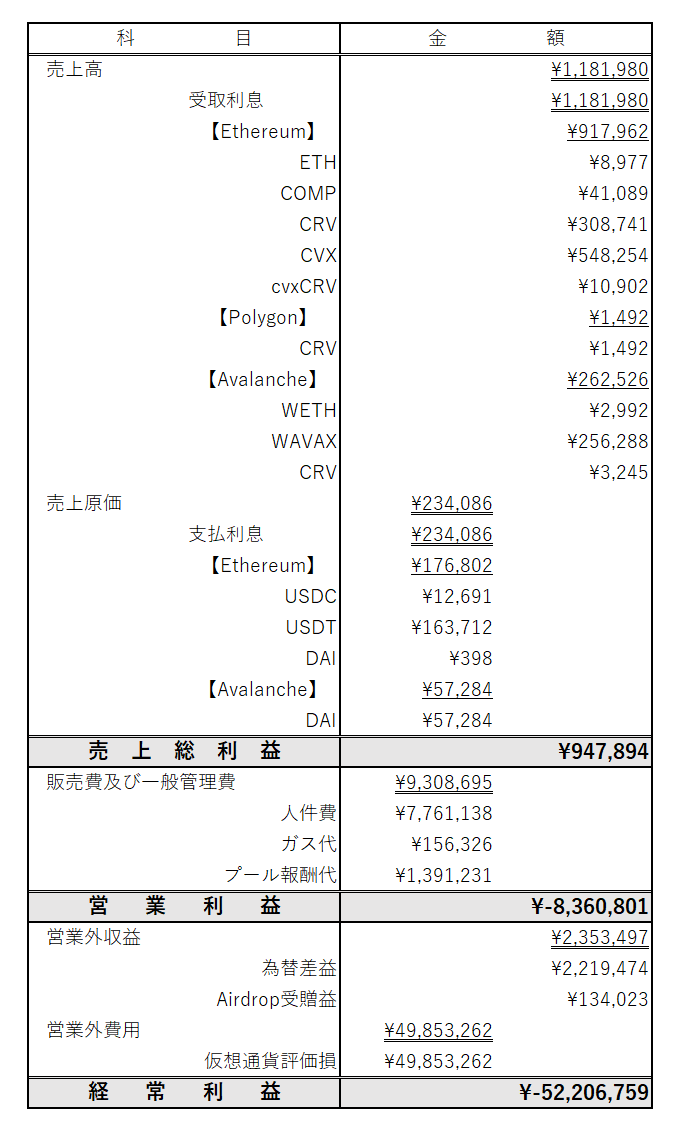 科 目 金 額
売上高 ¥1,181,980
受取利息 ¥1,181,980
【Ethereum】 ¥917,962
ETH ¥8,977
COMP ¥41,089
CRV ¥308,741
CVX ¥548,254
cvxCRV ¥10,902
【Polygon】 ¥1,492
CRV ¥1,492
【Avalanche】 ¥262,526
WETH ¥2,992
WAVAX ¥256,288
CRV ¥3,245
売上原価 ¥234,086
支払利息 ¥234,086
【Ethereum】 ¥176,802
USDC ¥12,691
USDT ¥163,712
DAI ¥398
【Avalanche】 ¥57,284
DAI ¥57,284
売 上 総 利 益 ¥947,894
販売費及び一般管理費 ¥9,308,695
人件費 ¥7,761,138
ガス代 ¥156,326
プール報酬代 ¥1,391,231
営 業 利 益 ¥-8,360,801
営業外収益 ¥2,353,497
為替差益 ¥2,219,474
Airdrop受贈益 ¥134,023
営業外費用 ¥49,853,262
仮想通貨評価損 ¥49,853,262
経 常 利 益 ¥-52,206,759